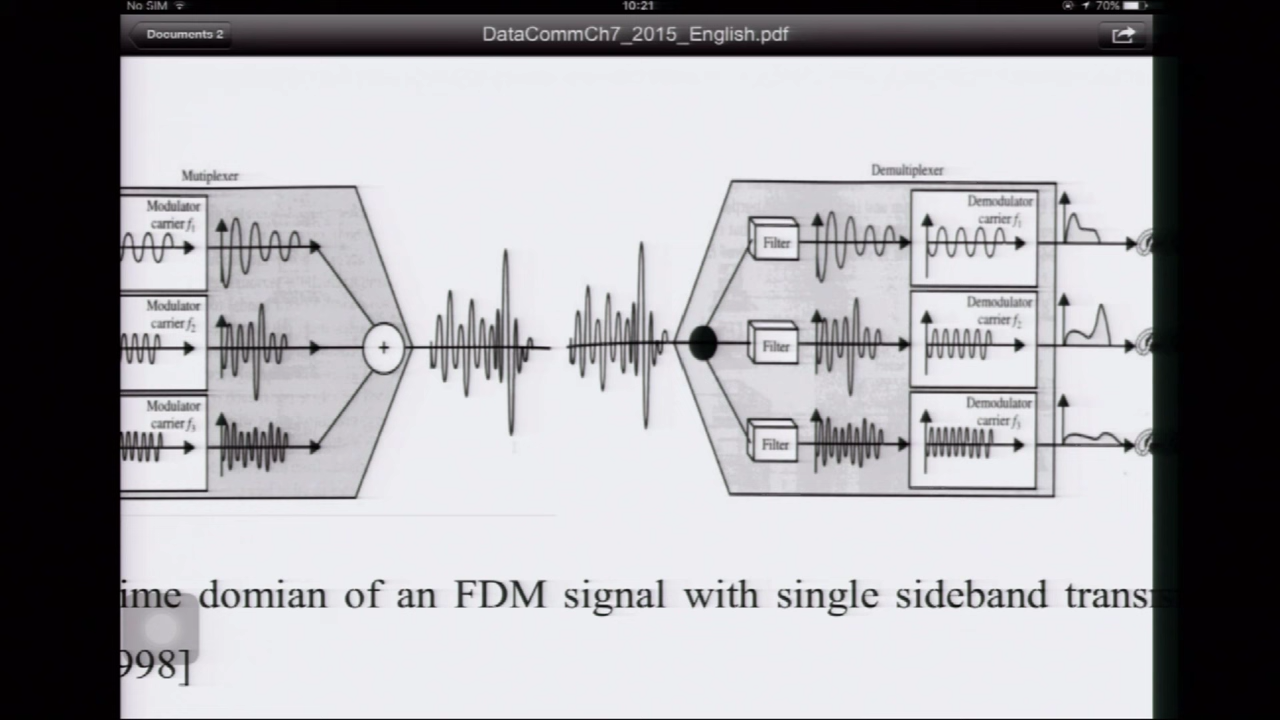 No SIM 10:21 70%
Documents 2 DataCommCh7_2015_English.pdf
Mutiplexer Demultiplexer
Modulator carrier f₁
Modulator carrier f₂
Modulator carrier f₃
+
Filter
Filter
Filter
Demodulator carrier f₁
Demodulator carrier f₂
Demodulator carrier f₃
ime domian of an FDM signal with single sideband trans
998]